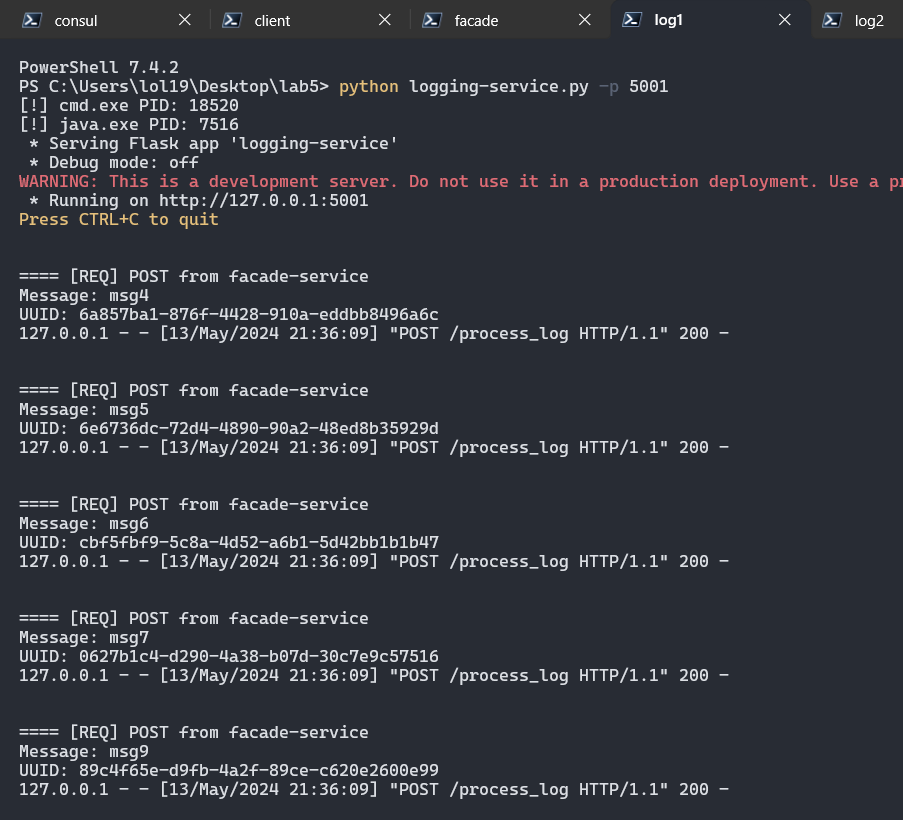 consul
client
facade
log1
log2
PowerShell 7.4.2
PS C:\Users\lol19\Desktop\lab5> python logging-service.py -p 5001
[!] cmd.exe PID: 18520
[!] java.exe PID: 7516
 * Serving Flask app 'logging-service'
 * Debug mode: off
WARNING: This is a development server. Do not use it in a production deployment. Use a pr
 * Running on http://127.0.0.1:5001
Press CTRL+C to quit
==== [REQ] POST from facade-service
Message: msg4
UUID: 6a857ba1-876f-4428-910a-eddbb8496a6c
127.0.0.1 - - [13/May/2024 21:36:09] "POST /process_log HTTP/1.1" 200 -
==== [REQ] POST from facade-service
Message: msg5
UUID: 6e6736dc-72d4-4890-90a2-48ed8b35929d
127.0.0.1 - - [13/May/2024 21:36:09] "POST /process_log HTTP/1.1" 200 -
==== [REQ] POST from facade-service
Message: msg6
UUID: cbf5fbf9-5c8a-4d52-a6b1-5d42bb1b1b47
127.0.0.1 - - [13/May/2024 21:36:09] "POST /process_log HTTP/1.1" 200 -
==== [REQ] POST from facade-service
Message: msg7
UUID: 0627b1c4-d290-4a38-b07d-30c7e9c57516
127.0.0.1 - - [13/May/2024 21:36:09] "POST /process_log HTTP/1.1" 200 -
==== [REQ] POST from facade-service
Message: msg9
UUID: 89c4f65e-d9fb-4a2f-89ce-c620e2600e99
127.0.0.1 - - [13/May/2024 21:36:09] "POST /process_log HTTP/1.1" 200 -